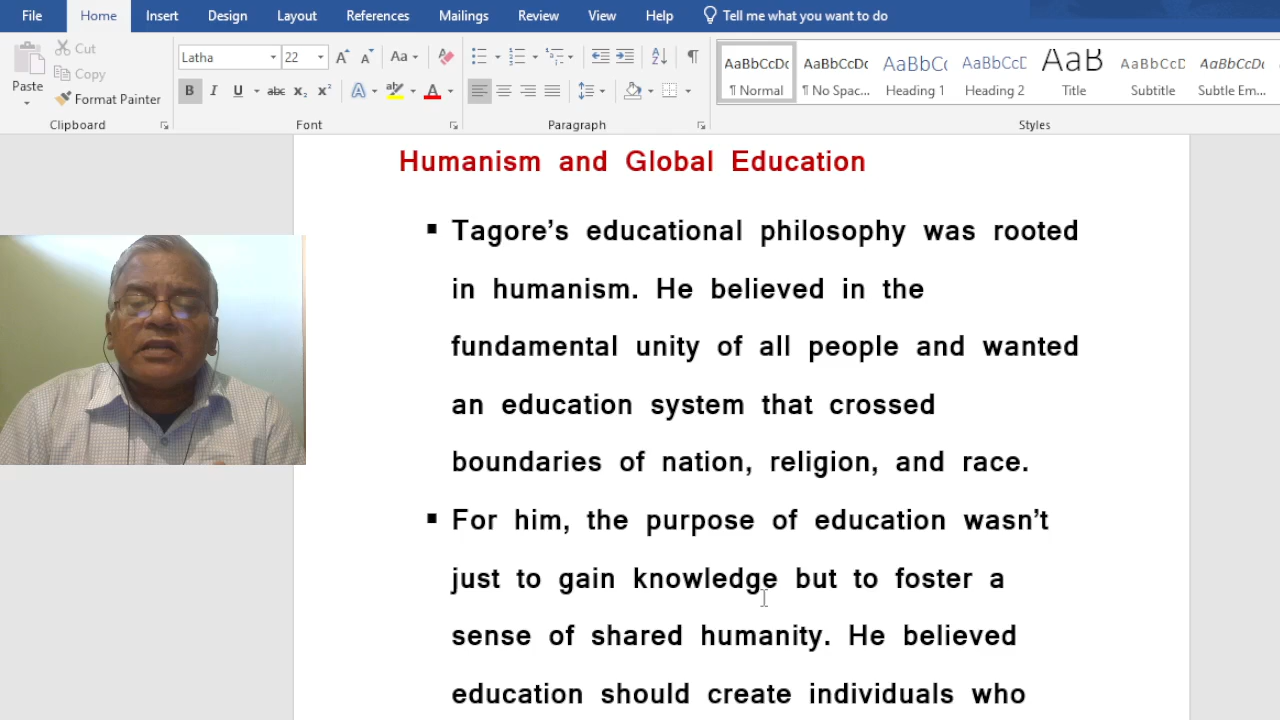 File Home Insert Design Layout References Mailings Review View Help Tell me what you want to do
Paste
Cut
Copy
Format Painter
Clipboard
Latha 22
Aa
B I U abc x₂ x² A A
Font
Paragraph
AaBbCcDc AaBbCcDc AaBbCc AaBbCcD AaB AaBbCcD AaBbCcDc
¶ Normal ¶ No Spac... Heading 1 Heading 2 Title Subtitle Subtle Em...
Styles
Humanism and Global Education
▪ Tagore’s educational philosophy was rooted
in humanism. He believed in the
fundamental unity of all people and wanted
an education system that crossed
boundaries of nation, religion, and race.
▪ For him, the purpose of education wasn’t
just to gain knowledge but to foster a
sense of shared humanity. He believed
education should create individuals who